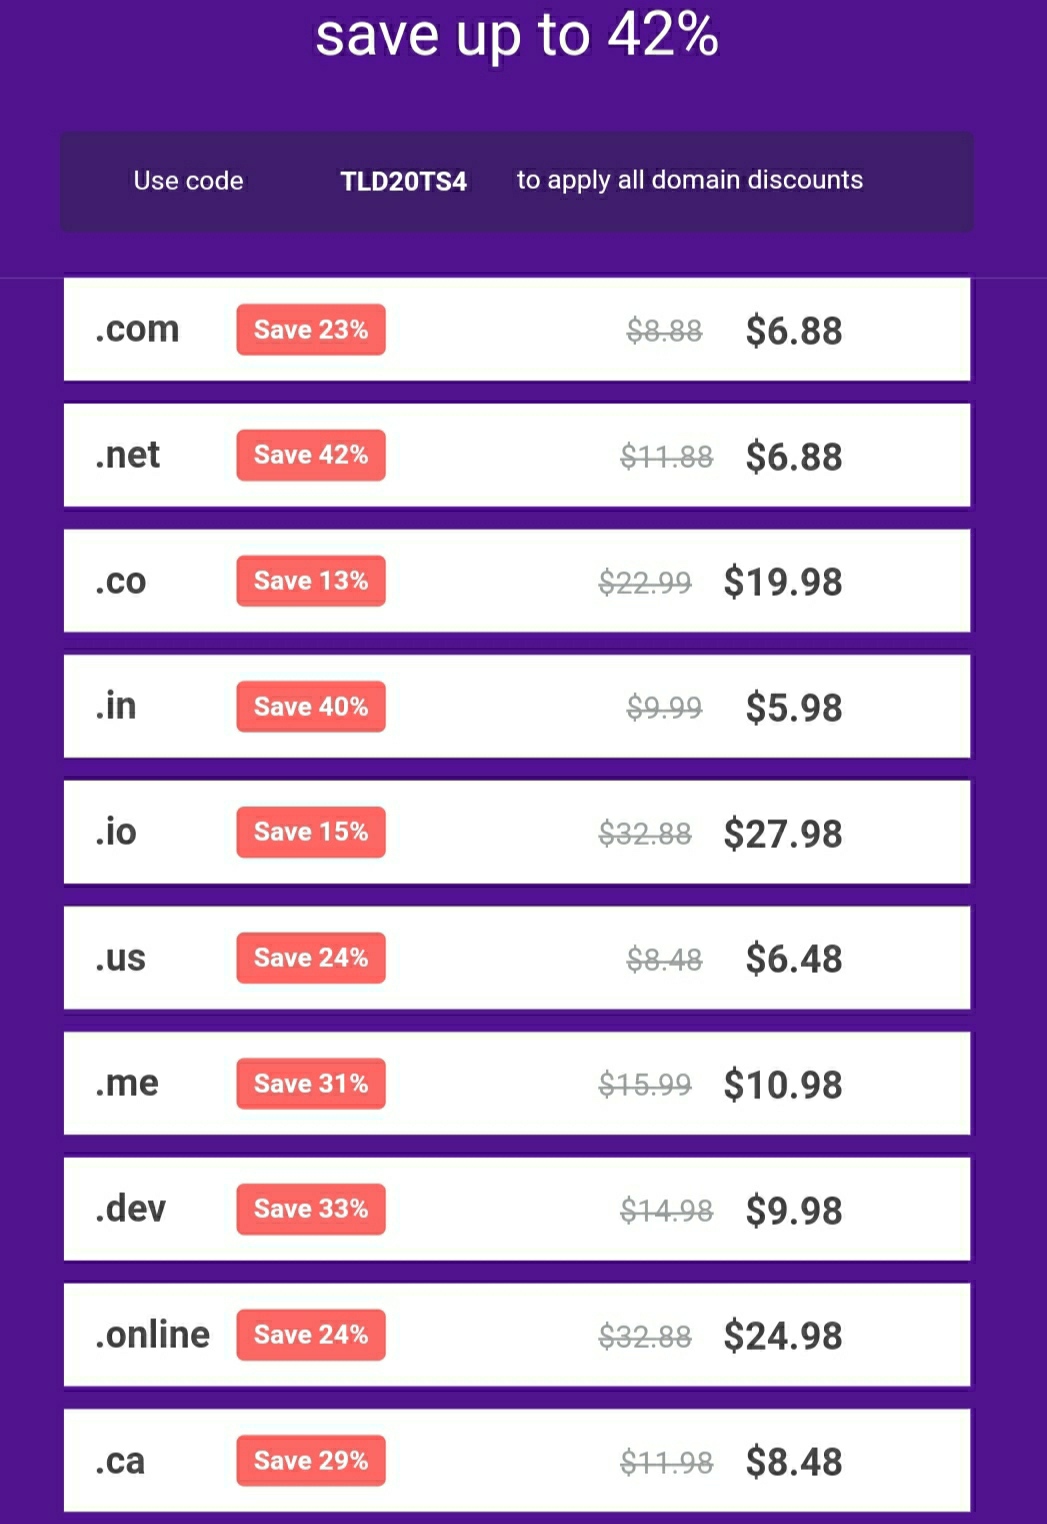 save up to 42%
Use code TLD20TS4 to apply all domain discounts
.com Save 23% $8.88 $6.88
.net Save 42% $11.88 $6.88
.co Save 13% $22.99 $19.98
.in Save 40% $9.99 $5.98
.io Save 15% $32.88 $27.98
.us Save 24% $8.48 $6.48
.me Save 31% $15.99 $10.98
.dev Save 33% $14.98 $9.98
.online Save 24% $32.88 $24.98
.ca Save 29% $11.98 $8.48